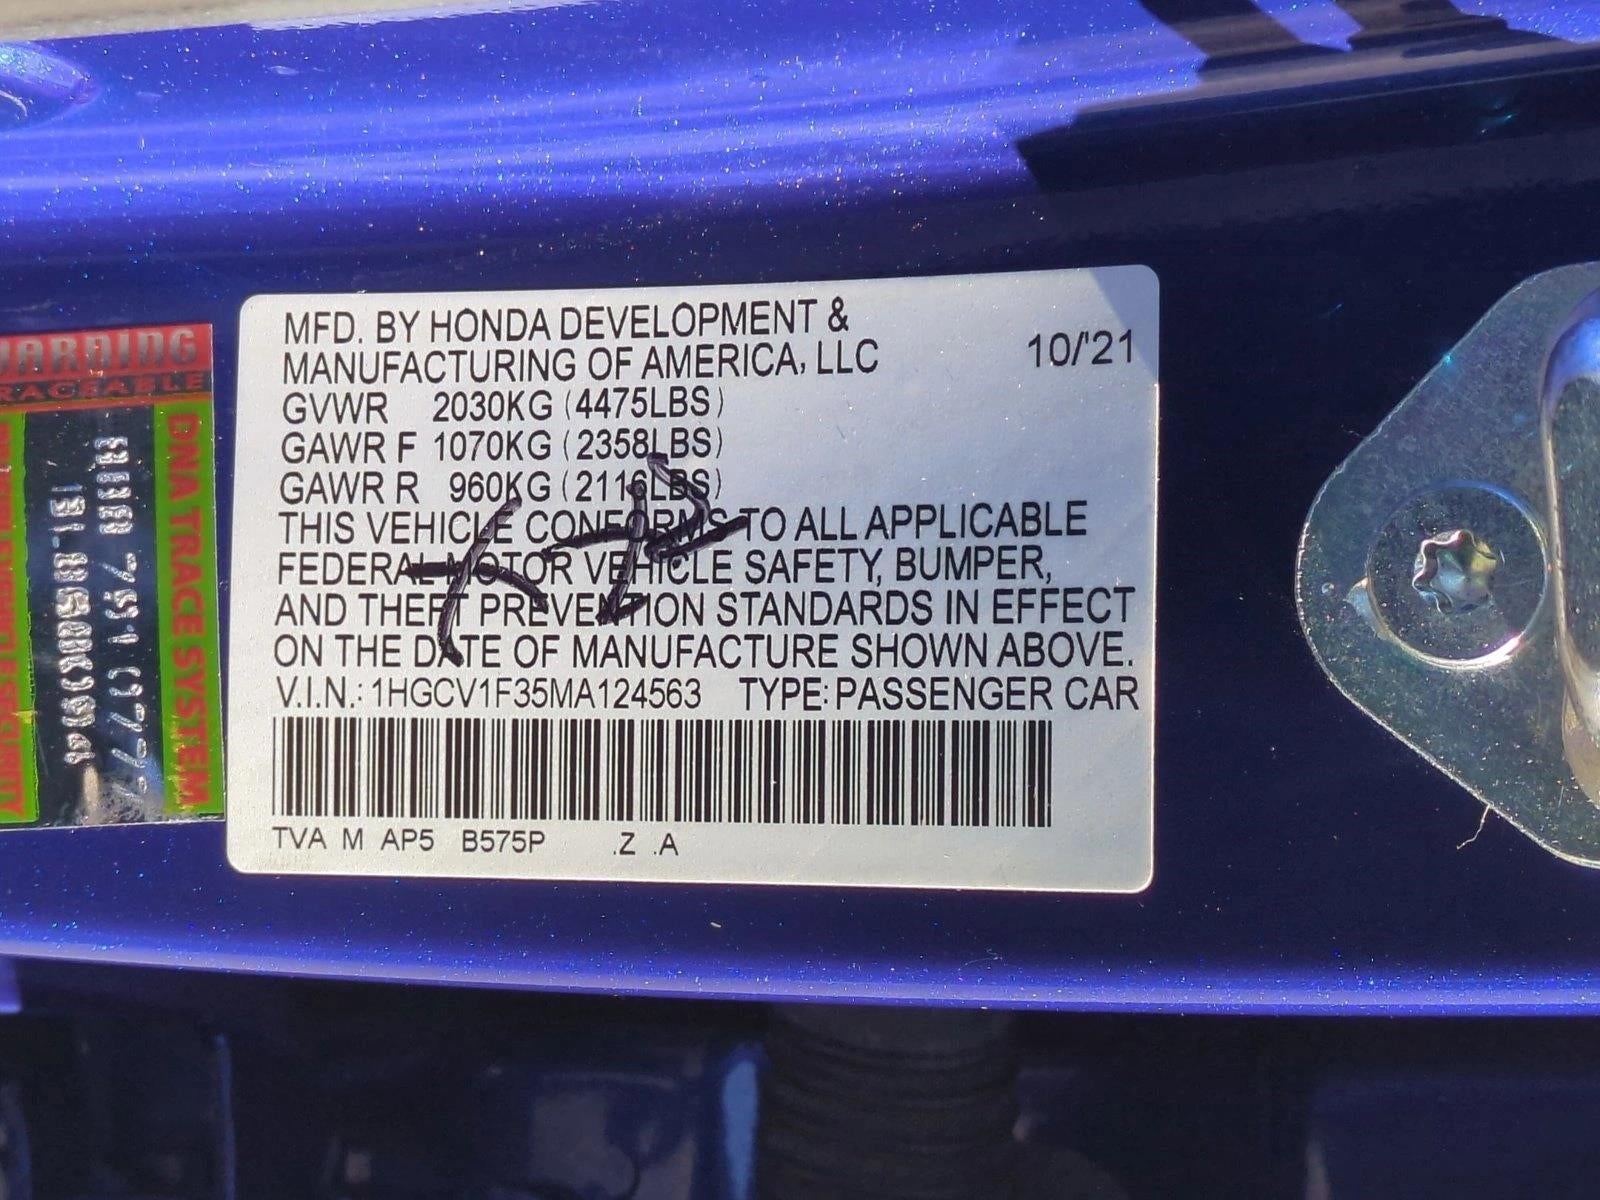 MFD. BY HONDA DEVELOPMENT &
MANUFACTURING OF AMERICA, LLC 10/'21
GVWR 2030KG (4475LBS)
GAWR F 1070KG (2358LBS)
GAWR R 960KG (2116LBS)
THIS VEHICLE CONFORMS TO ALL APPLICABLE
FEDERAL MOTOR VEHICLE SAFETY, BUMPER,
AND THEFT PREVENTION STANDARDS IN EFFECT
ON THE DATE OF MANUFACTURE SHOWN ABOVE.
V.I.N.: 1HGCV1F35MA124563 TYPE: PASSENGER CAR
TVA M AP5 B575P .Z .A
WARNING
TRACEABLE
DNA TRACE SYSTEM